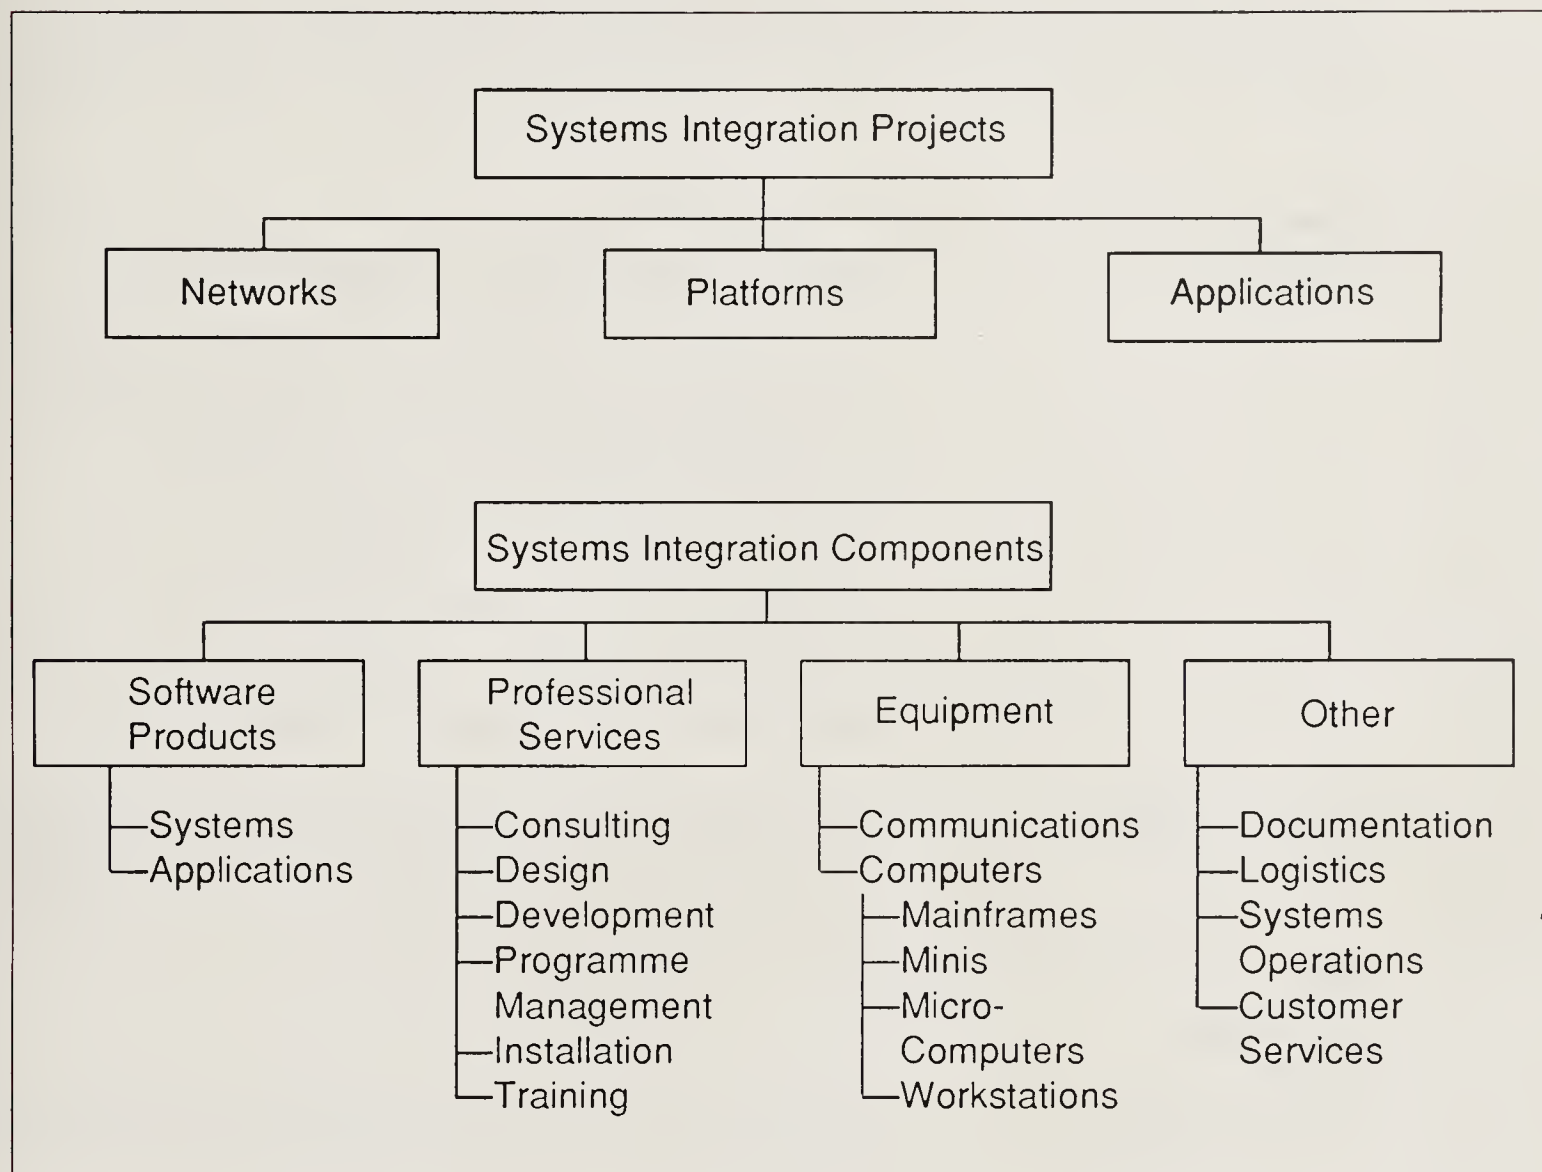 Systems Integration Projects
Networks
Platforms
Applications
Systems Integration Components
Software
Products
Systems
Applications
Professional
Services
Consulting
Design
Development
Programme
Management
Installation
Training
Equipment
Communications
Computers
Mainframes
Minis
Micro-
Computers
Workstations
Other
Documentation
Logistics
Systems
Operations
Customer
Services